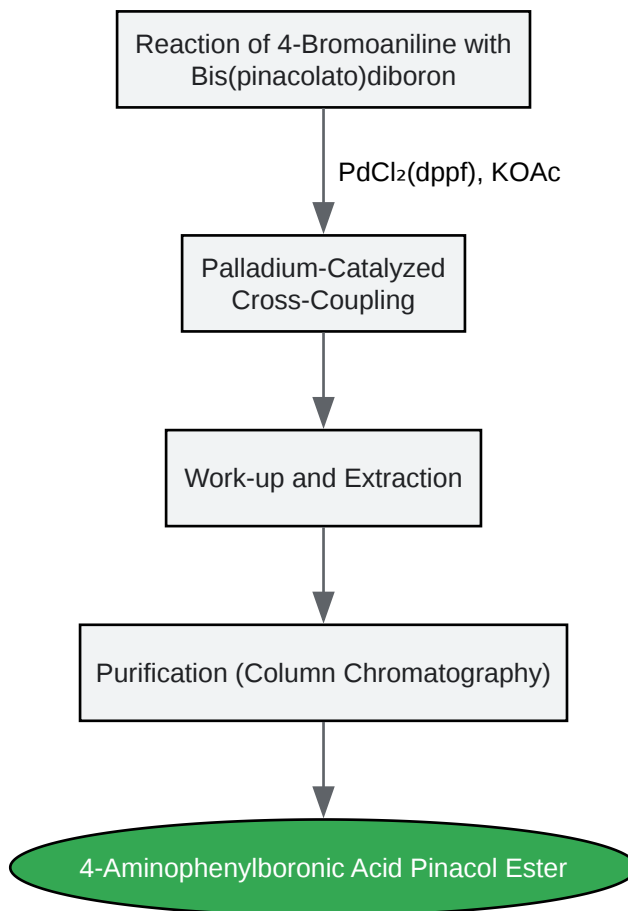 Reaction of 4-Bromoaniline with
Bis(pinacolato)diboron
PdCl₂(dppf), KOAc
Palladium-Catalyzed
Cross-Coupling
Work-up and Extraction
Purification (Column Chromatography)
4-Aminophenylboronic Acid Pinacol Ester